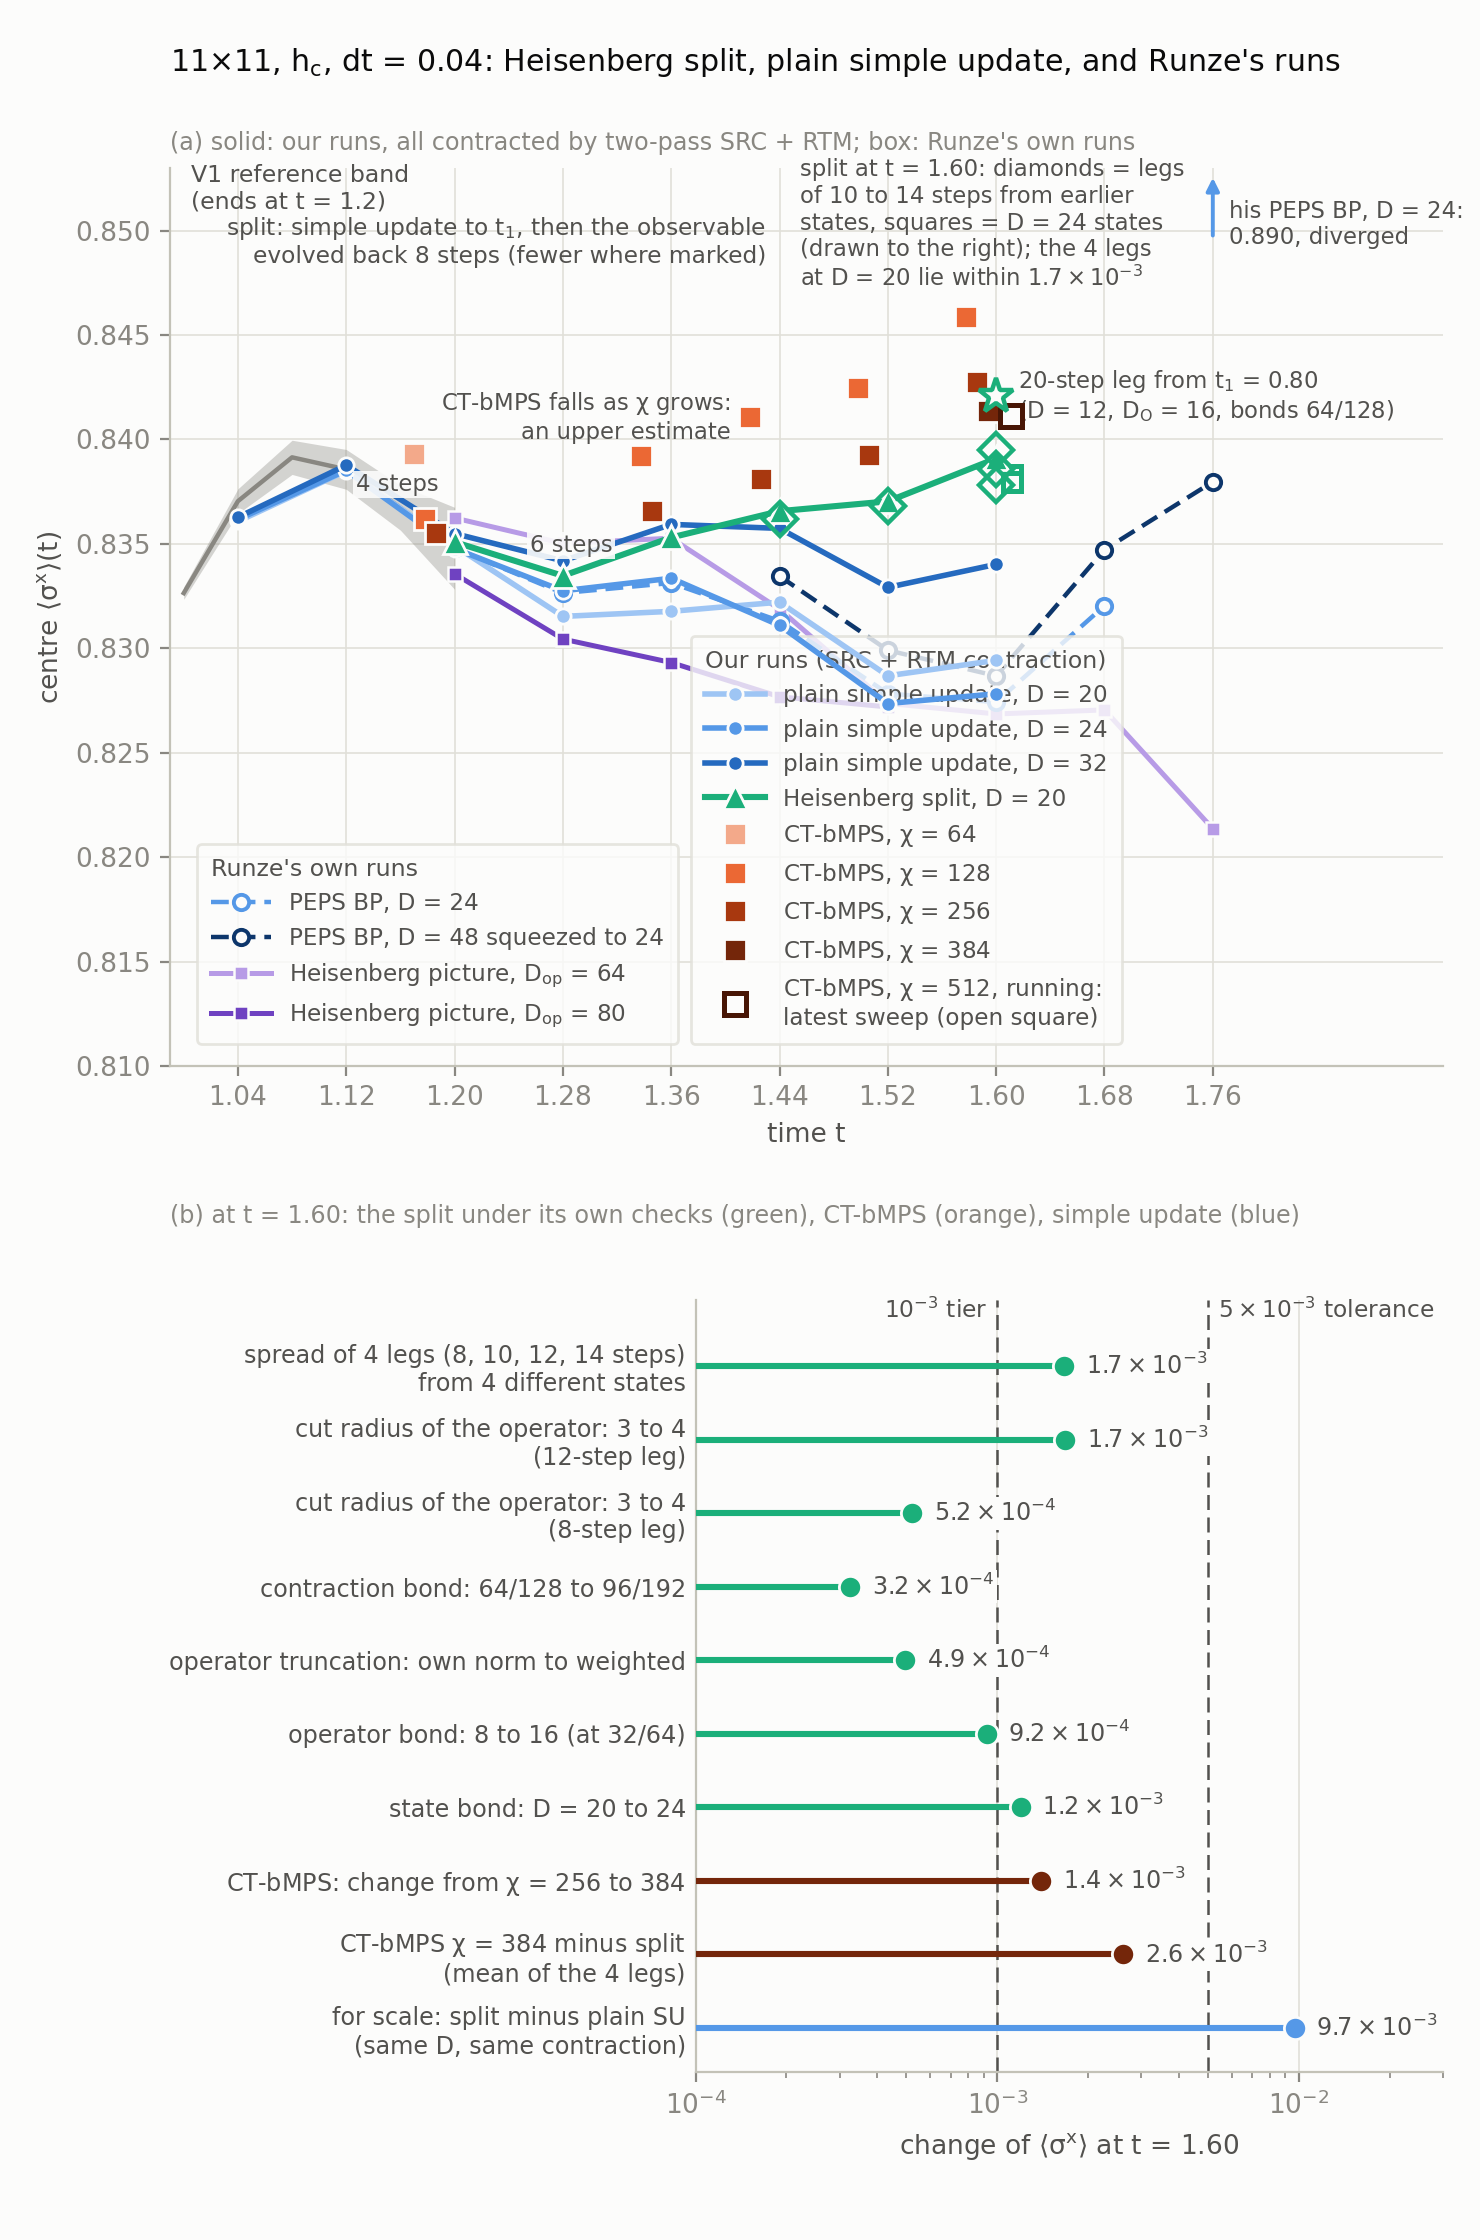 11×11, h_c, dt = 0.04: Heisenberg split, plain simple update, and Runze's runs
(a) solid: our runs, all contracted by two-pass SRC + RTM; box: Runze's own runs
V1 reference band
(ends at t = 1.2)
split: simple update to t₁, then the observable
evolved back 8 steps (fewer where marked)
split at t = 1.60: diamonds = legs
of 10 to 14 steps from earlier
states, squares = D = 24 states
(drawn to the right); the 4 legs
at D = 20 lie within 1.7 × 10⁻³
his PEPS BP, D = 24:
0.890, diverged
20-step leg from t₁ = 0.80
(D = 12, D_O = 16, bonds 64/128)
CT-bMPS falls as χ grows:
an upper estimate
4 steps
6 steps
centre ⟨σˣ⟩(t)
0.850
0.845
0.840
0.835
0.830
0.825
0.820
0.815
0.810
Runze's own runs
PEPS BP, D = 24
PEPS BP, D = 48 squeezed to 24
Heisenberg picture, D_op = 64
Heisenberg picture, D_op = 80
Our runs (SRC + RTM contraction)
plain simple update, D = 20
plain simple update, D = 24
plain simple update, D = 32
Heisenberg split, D = 20
CT-bMPS, χ = 64
CT-bMPS, χ = 128
CT-bMPS, χ = 256
CT-bMPS, χ = 384
CT-bMPS, χ = 512, running:
latest sweep (open square)
1.04 1.12 1.20 1.28 1.36 1.44 1.52 1.60 1.68 1.76
time t
(b) at t = 1.60: the split under its own checks (green), CT-bMPS (orange), simple update (blue)
10⁻³ tier
5 × 10⁻³ tolerance
spread of 4 legs (8, 10, 12, 14 steps)
from 4 different states
1.7 × 10⁻³
cut radius of the operator: 3 to 4
(12-step leg)
1.7 × 10⁻³
cut radius of the operator: 3 to 4
(8-step leg)
5.2 × 10⁻⁴
contraction bond: 64/128 to 96/192
3.2 × 10⁻⁴
operator truncation: own norm to weighted
4.9 × 10⁻⁴
operator bond: 8 to 16 (at 32/64)
9.2 × 10⁻⁴
state bond: D = 20 to 24
1.2 × 10⁻³
CT-bMPS: change from χ = 256 to 384
1.4 × 10⁻³
CT-bMPS χ = 384 minus split
(mean of the 4 legs)
2.6 × 10⁻³
for scale: split minus plain SU
(same D, same contraction)
9.7 × 10⁻³
10⁻⁴ 10⁻³ 10⁻²
change of ⟨σˣ⟩ at t = 1.60